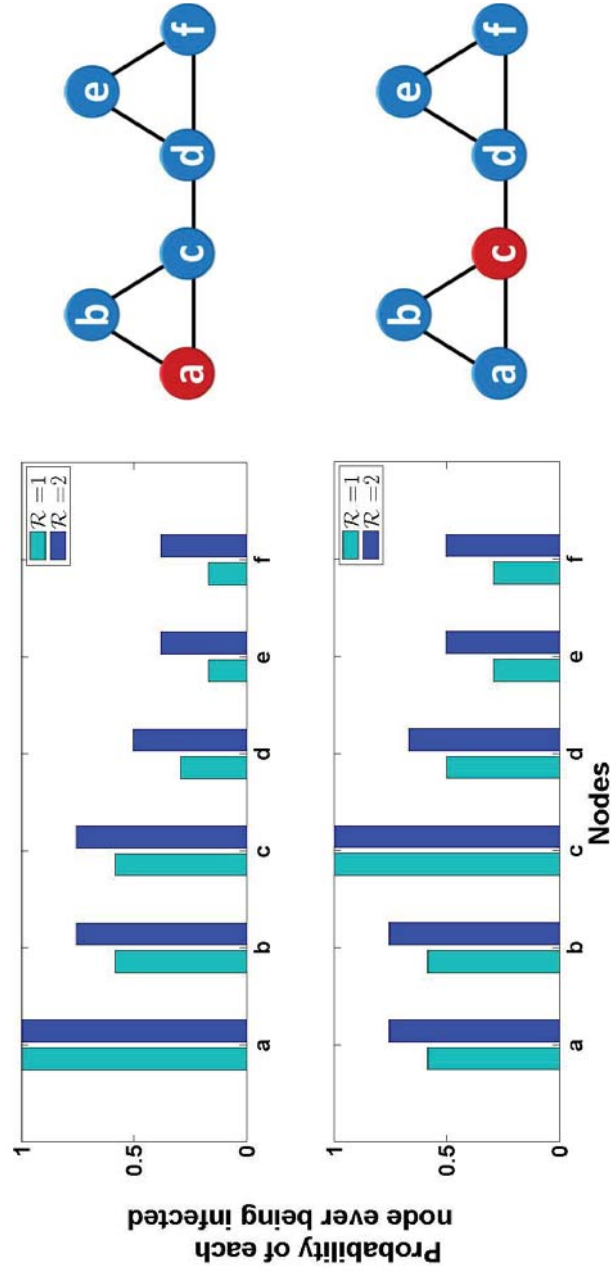 Probability of each
node ever being infected
1
0.5
0
a
b
c
d
e
f
R =1
R =2
a
b
c
d
e
f
1
0.5
0
a
b
c
d
e
f
R =1
R =2
Nodes
a
b
c
d
e
f